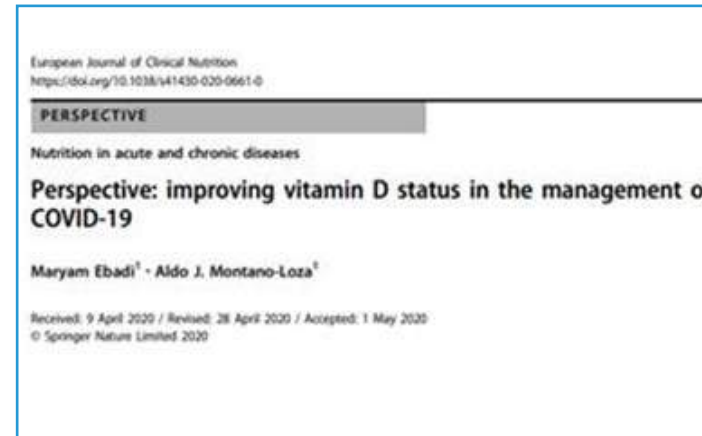 European Journal of Clinical Nutrition
https://doi.org/10.1038/s41430-020-0661-0
PERSPECTIVE
Nutrition in acute and chronic diseases
Perspective: improving vitamin D status in the management o
COVID-19
Maryam Ebadi¹ · Aldo J. Montano-Loza¹
Received: 9 April 2020 / Revised: 28 April 2020 / Accepted: 1 May 2020
© Springer Nature Limited 2020